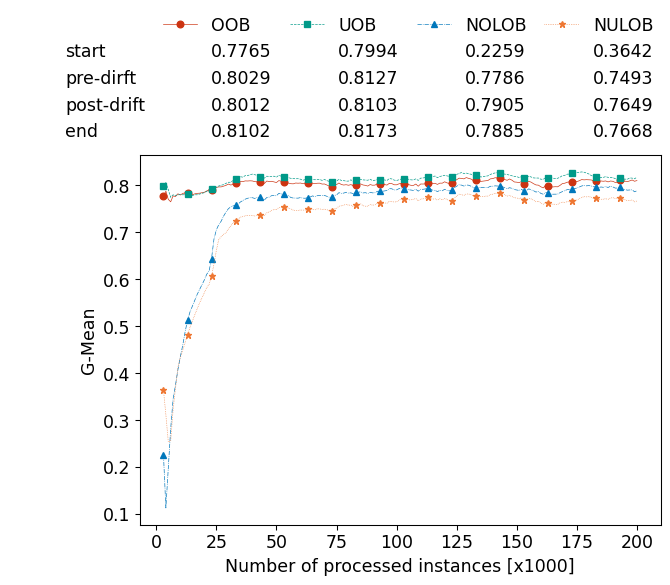 OOB UOB NOLOB NULOB
start 0.7765 0.7994 0.2259 0.3642
pre-dirft 0.8029 0.8127 0.7786 0.7493
post-drift 0.8012 0.8103 0.7905 0.7649
end 0.8102 0.8173 0.7885 0.7668
0.8
0.7
0.6
0.5
0.4
0.3
0.2
0.1
G-Mean
0 25 50 75 100 125 150 175 200
Number of processed instances [x1000]